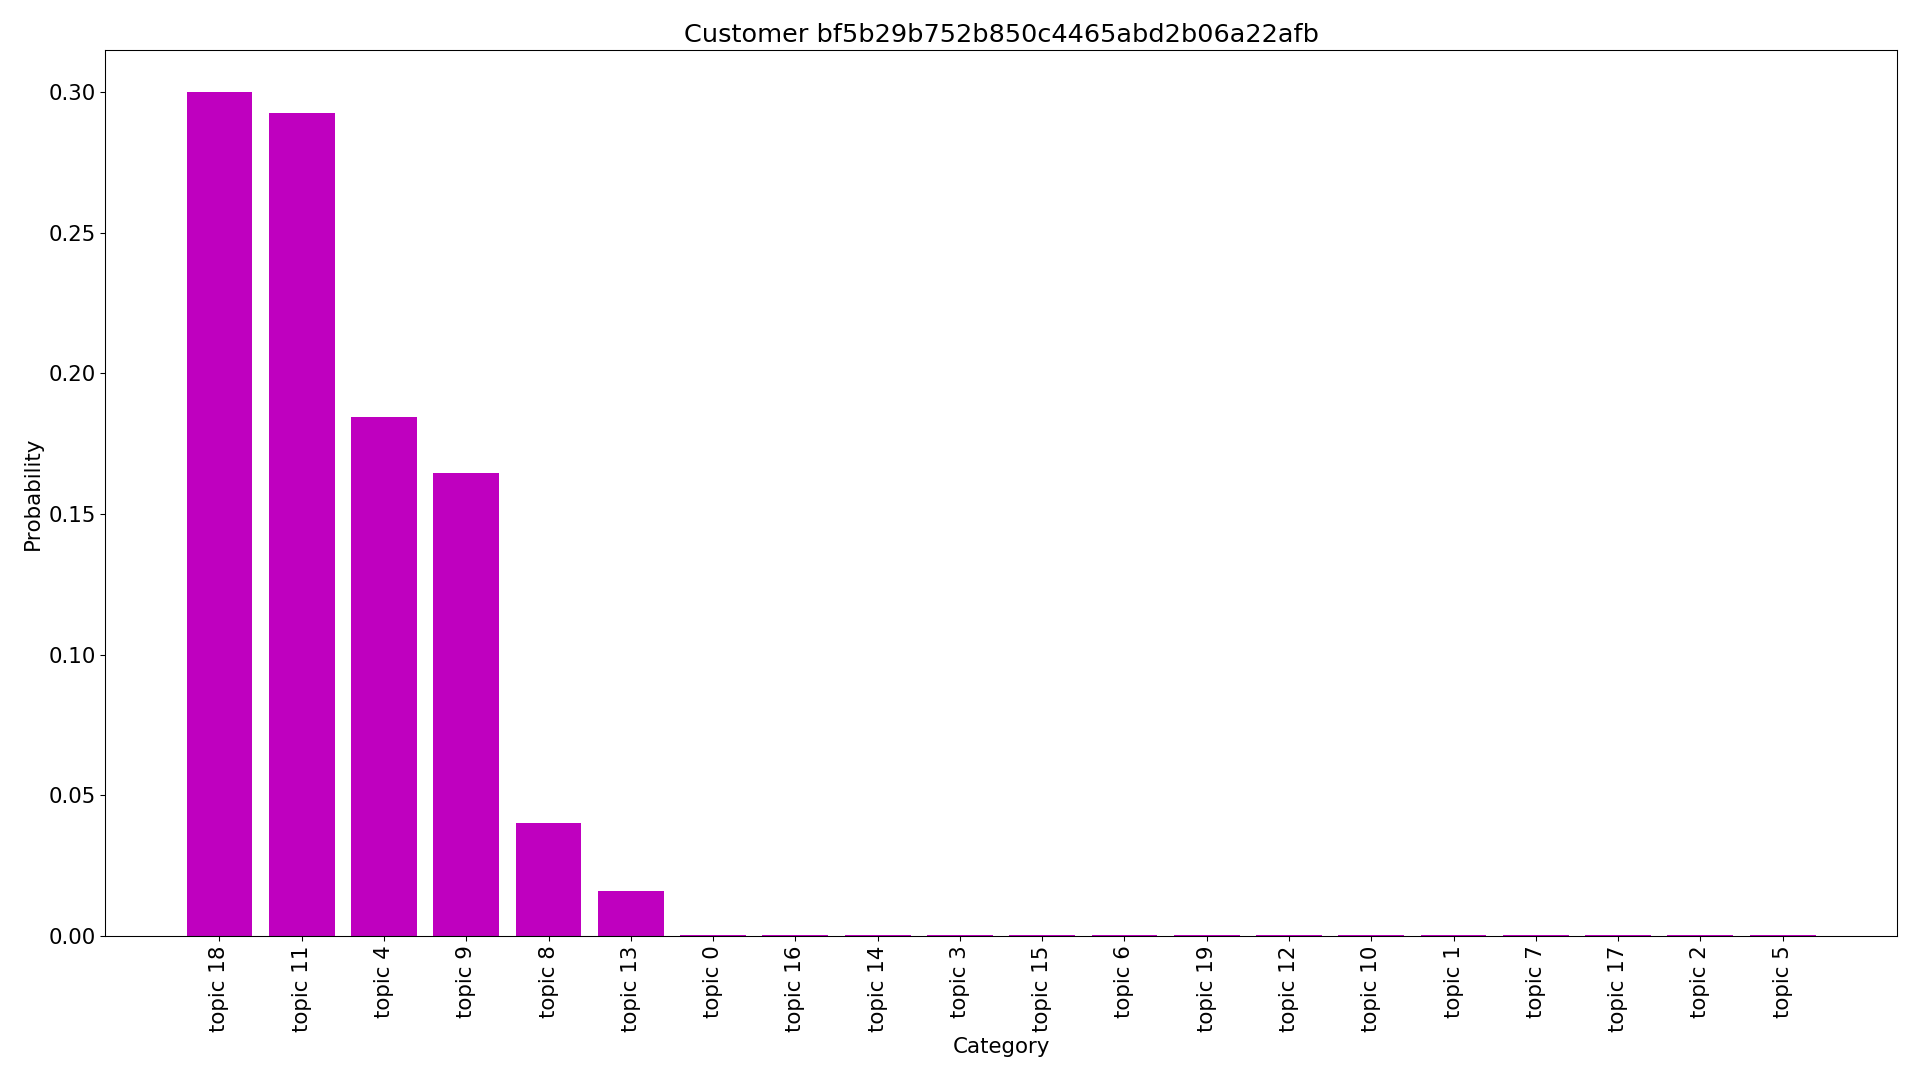 Customer bf5b29b752b850c4465abd2b06a22afb
0.30
0.25
0.20
0.15
0.10
0.05
0.00
Probability
topic 18
topic 11
topic 4
topic 9
topic 8
topic 13
topic 0
topic 16
topic 14
topic 3
topic 15
topic 6
topic 19
topic 12
topic 10
topic 1
topic 7
topic 17
topic 2
topic 5
Category